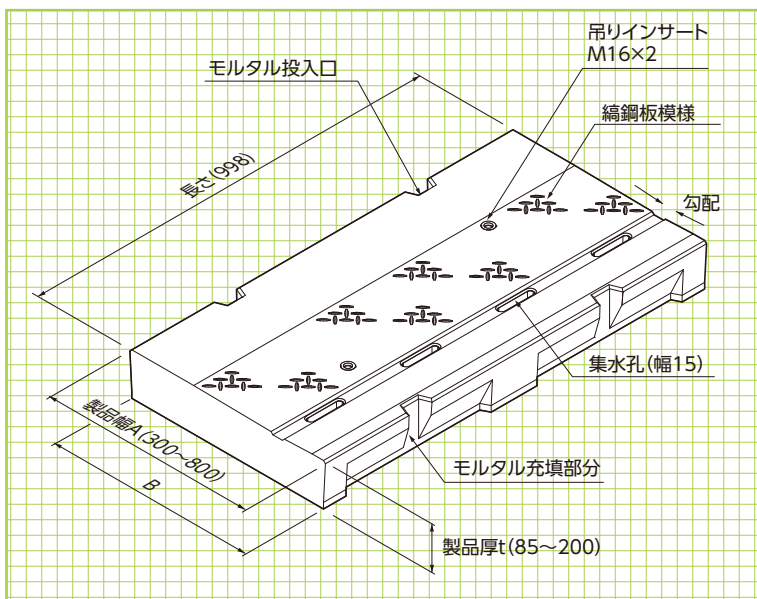 吊りインサート
M16×2
モルタル投入口
縞鋼板模様
長さ(998)
勾配
集水孔(幅15)
製品幅A(300～800)
モルタル充填部分
B
製品厚t(85～200)